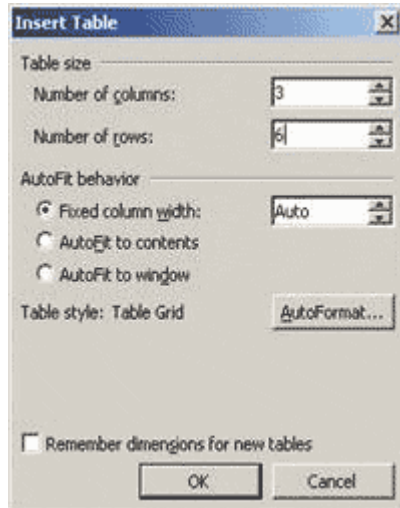 Insert Table
Table size
Number of columns: 3
Number of rows: 6
AutoFit behavior
Fixed column width: Auto
AutoFit to contents
AutoFit to window
Table style: Table Grid AutoFormat...
Remember dimensions for new tables
OK Cancel